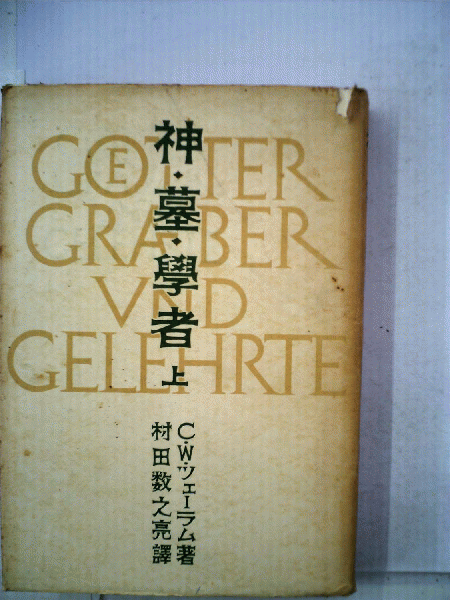 GOETTER
GRABER
VND
GELEHRTE
神・墓・學者 上
C・W・ツェーラム著
村田数之亮譯